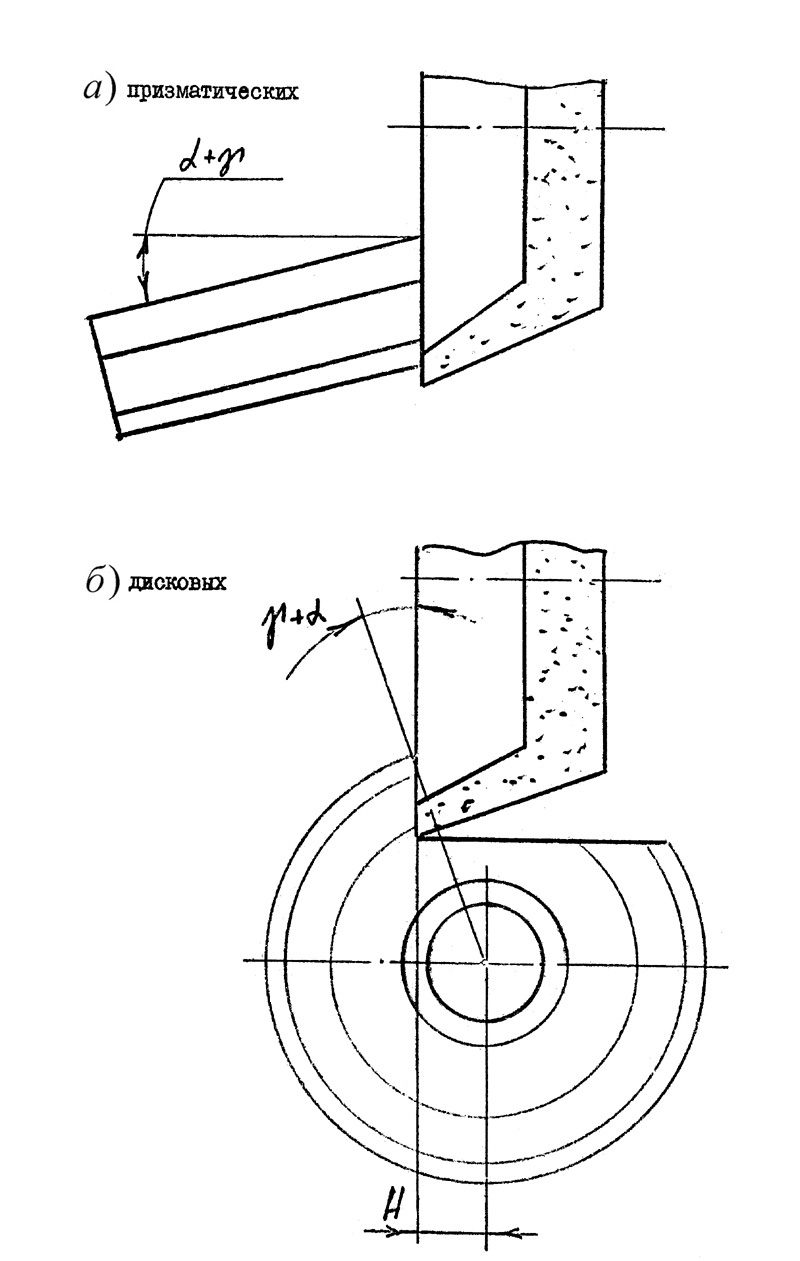 а) призматических
α+γ
б) дисковых
γ+α
H